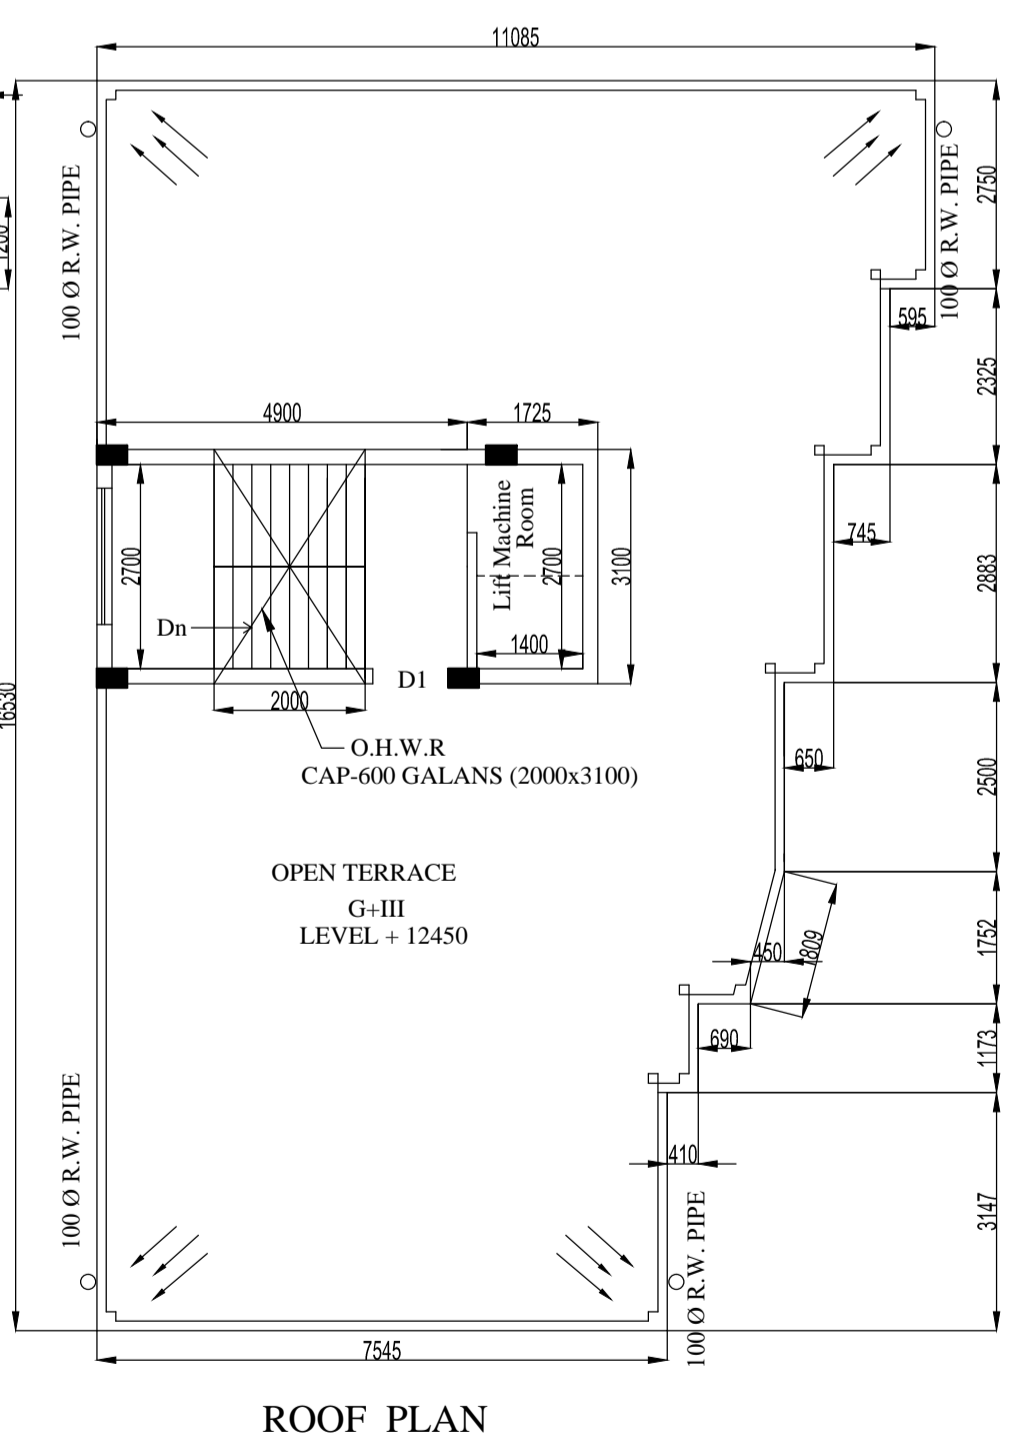 11085
100 Ø R.W. PIPE
100 Ø R.W. PIPE
2750
1200
595
2325
4900
1725
2700
Lift Machine
Room
2700
3100
745
2883
Dn
1400
D1
2000
16530
O.H.W.R
CAP-600 GALANS (2000x3100)
650
2500
OPEN TERRACE
G+III
LEVEL + 12450
450
1809
1752
690
1173
100 Ø R.W. PIPE
410
3147
100 Ø R.W. PIPE
7545
ROOF PLAN